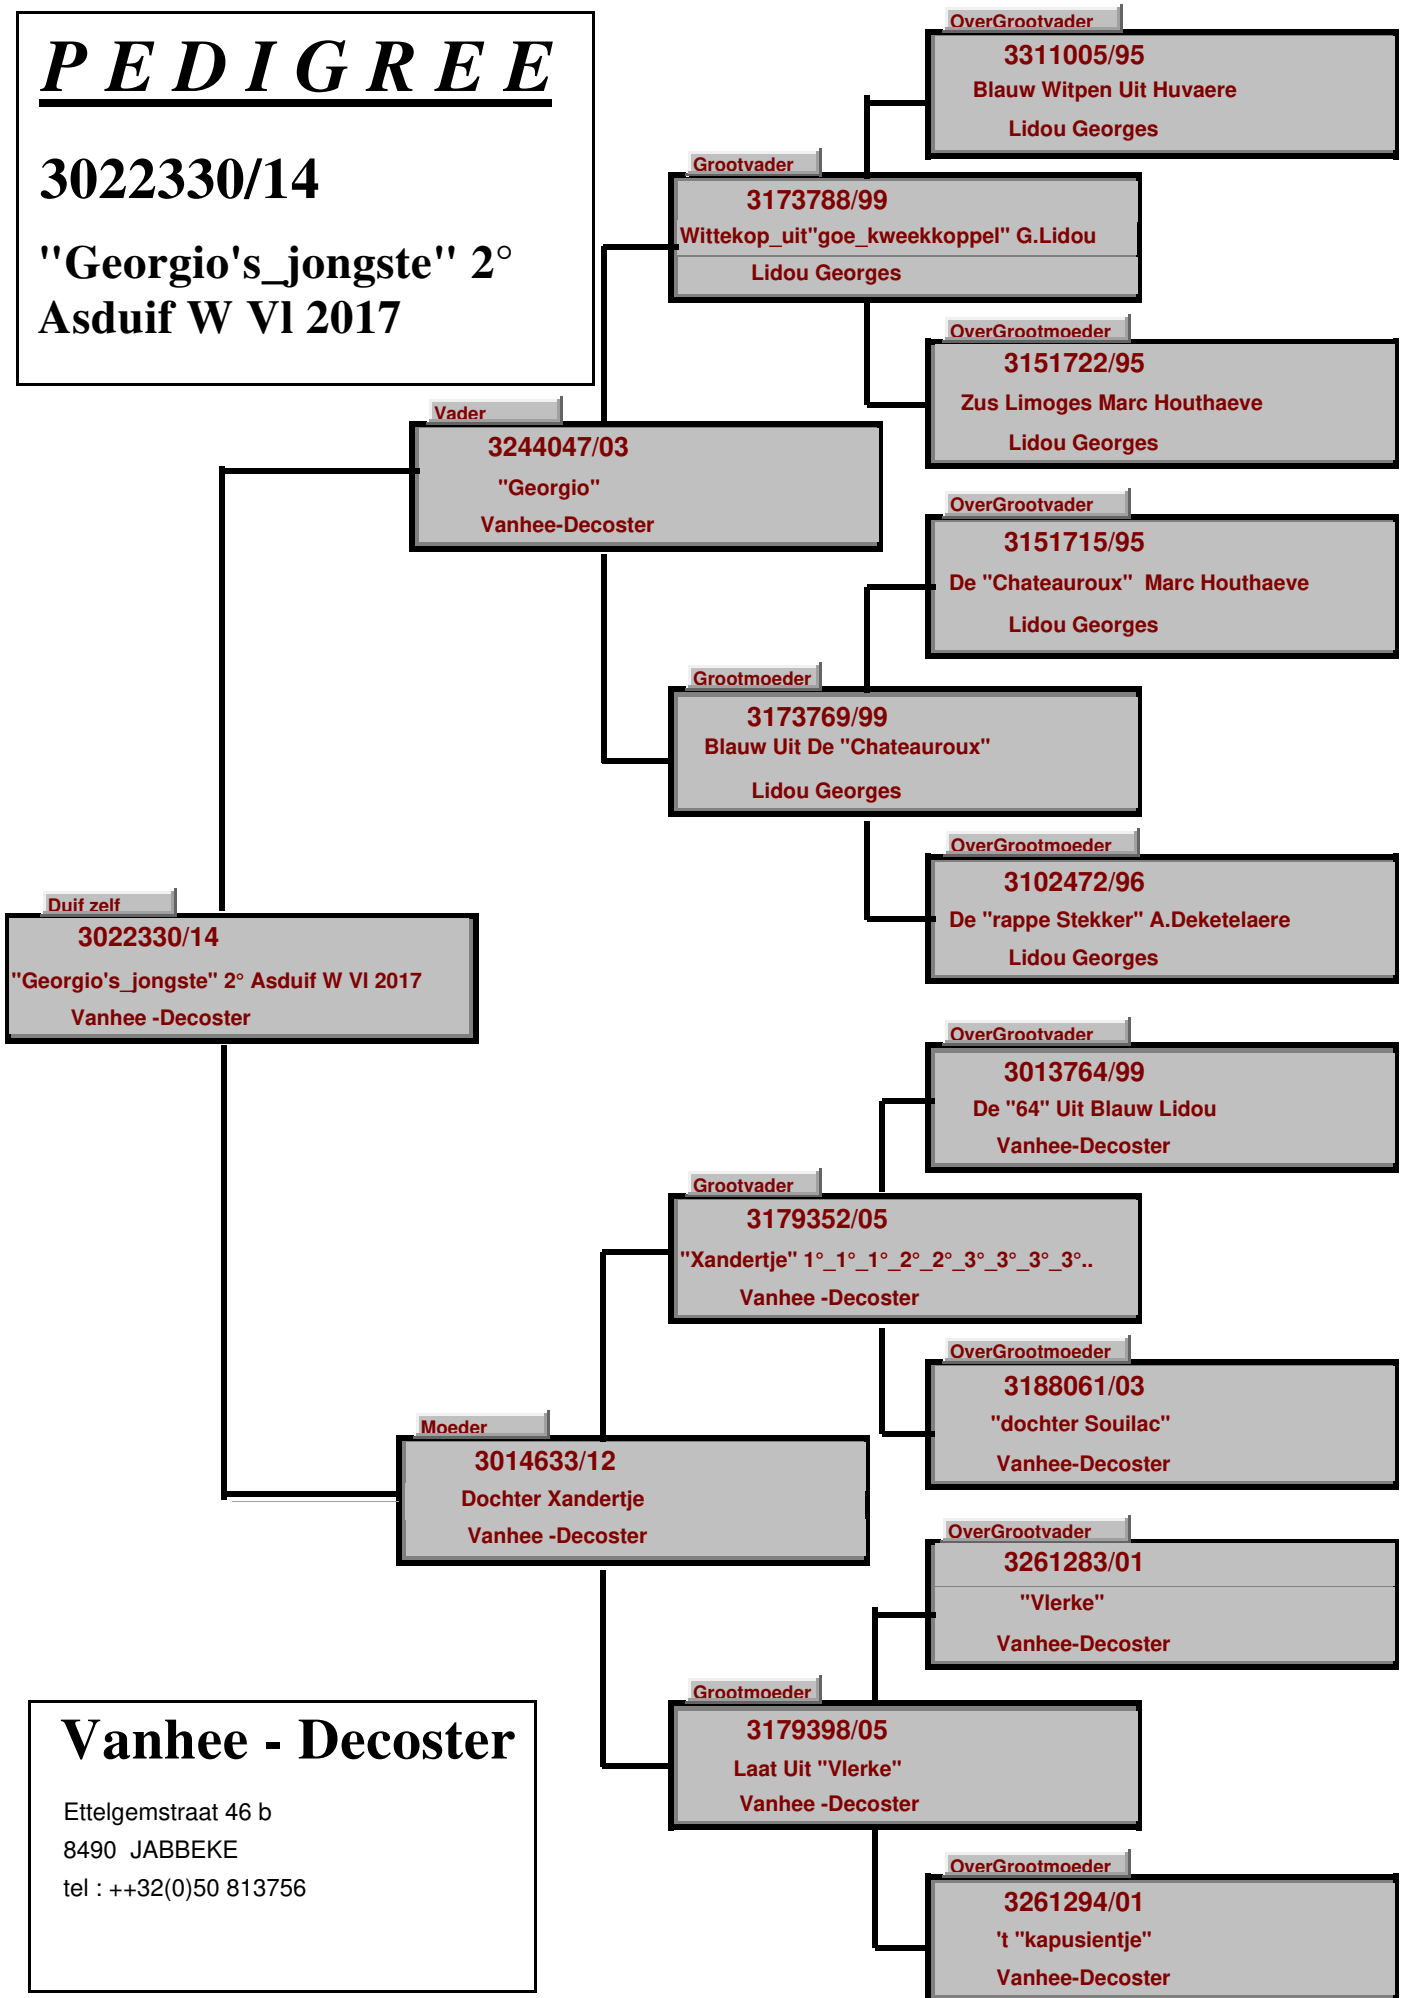 P E D I G R E E
3022330/14
"Georgio's_jongste" 2°
Asduif W Vl 2017
OverGrootvader
3311005/95
Blauw Witpen Uit Huvaere
Lidou Georges
Grootvader
3173788/99
Wittekop_uit"goe_kweekkoppel" G.Lidou
Lidou Georges
OverGrootmoeder
3151722/95
Zus Limoges Marc Houthaeve
Lidou Georges
Vader
3244047/03
"Georgio"
Vanhee-Decoster
OverGrootvader
3151715/95
De "Chateauroux"  Marc Houthaeve
Lidou Georges
Grootmoeder
3173769/99
Blauw Uit De "Chateauroux"
Lidou Georges
OverGrootmoeder
3102472/96
De "rappe Stekker" A.Deketelaere
Lidou Georges
Duif zelf
3022330/14
"Georgio's_jongste" 2° Asduif W Vl 2017
Vanhee -Decoster
OverGrootvader
3013764/99
De "64" Uit Blauw Lidou
Vanhee-Decoster
Grootvader
3179352/05
"Xandertje" 1°_1°_1°_2°_2°_3°_3°_3°_3°..
Vanhee -Decoster
OverGrootmoeder
3188061/03
"dochter Souilac"
Vanhee-Decoster
Moeder
3014633/12
Dochter Xandertje
Vanhee -Decoster
OverGrootvader
3261283/01
"Vlerke"
Vanhee-Decoster
Grootmoeder
3179398/05
Laat Uit "Vlerke"
Vanhee -Decoster
OverGrootmoeder
3261294/01
't "kapusientje"
Vanhee-Decoster
Vanhee - Decoster
Ettelgemstraat 46 b
8490  JABBEKE
tel : ++32(0)50 813756